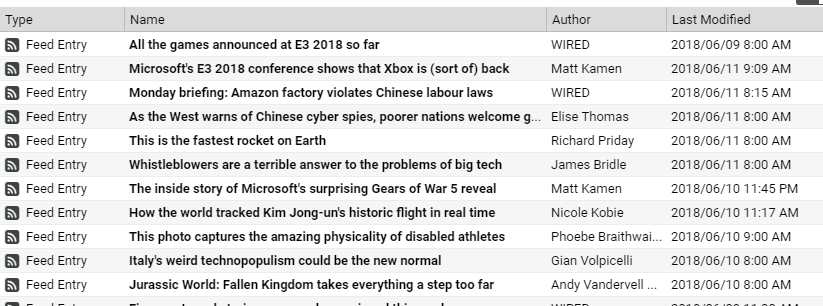 Type Name Author Last Modified
Feed Entry All the games announced at E3 2018 so far WIRED 2018/06/09 8:00 AM
Feed Entry Microsoft's E3 2018 conference shows that Xbox is (sort of) back Matt Kamen 2018/06/11 9:09 AM
Feed Entry Monday briefing: Amazon factory violates Chinese labour laws WIRED 2018/06/11 8:15 AM
Feed Entry As the West warns of Chinese cyber spies, poorer nations welcome g... Elise Thomas 2018/06/11 8:00 AM
Feed Entry This is the fastest rocket on Earth Richard Priday 2018/06/11 8:00 AM
Feed Entry Whistleblowers are a terrible answer to the problems of big tech James Bridle 2018/06/11 8:00 AM
Feed Entry The inside story of Microsoft's surprising Gears of War 5 reveal Matt Kamen 2018/06/10 11:45 PM
Feed Entry How the world tracked Kim Jong-un's historic flight in real time Nicole Kobie 2018/06/10 11:17 AM
Feed Entry This photo captures the amazing physicality of disabled athletes Phoebe Braithwai... 2018/06/10 9:00 AM
Feed Entry Italy's weird technopopulism could be the new normal Gian Volpicelli 2018/06/10 8:00 AM
Feed Entry Jurassic World: Fallen Kingdom takes everything a step too far Andy Vandervell ... 2018/06/10 8:00 AM